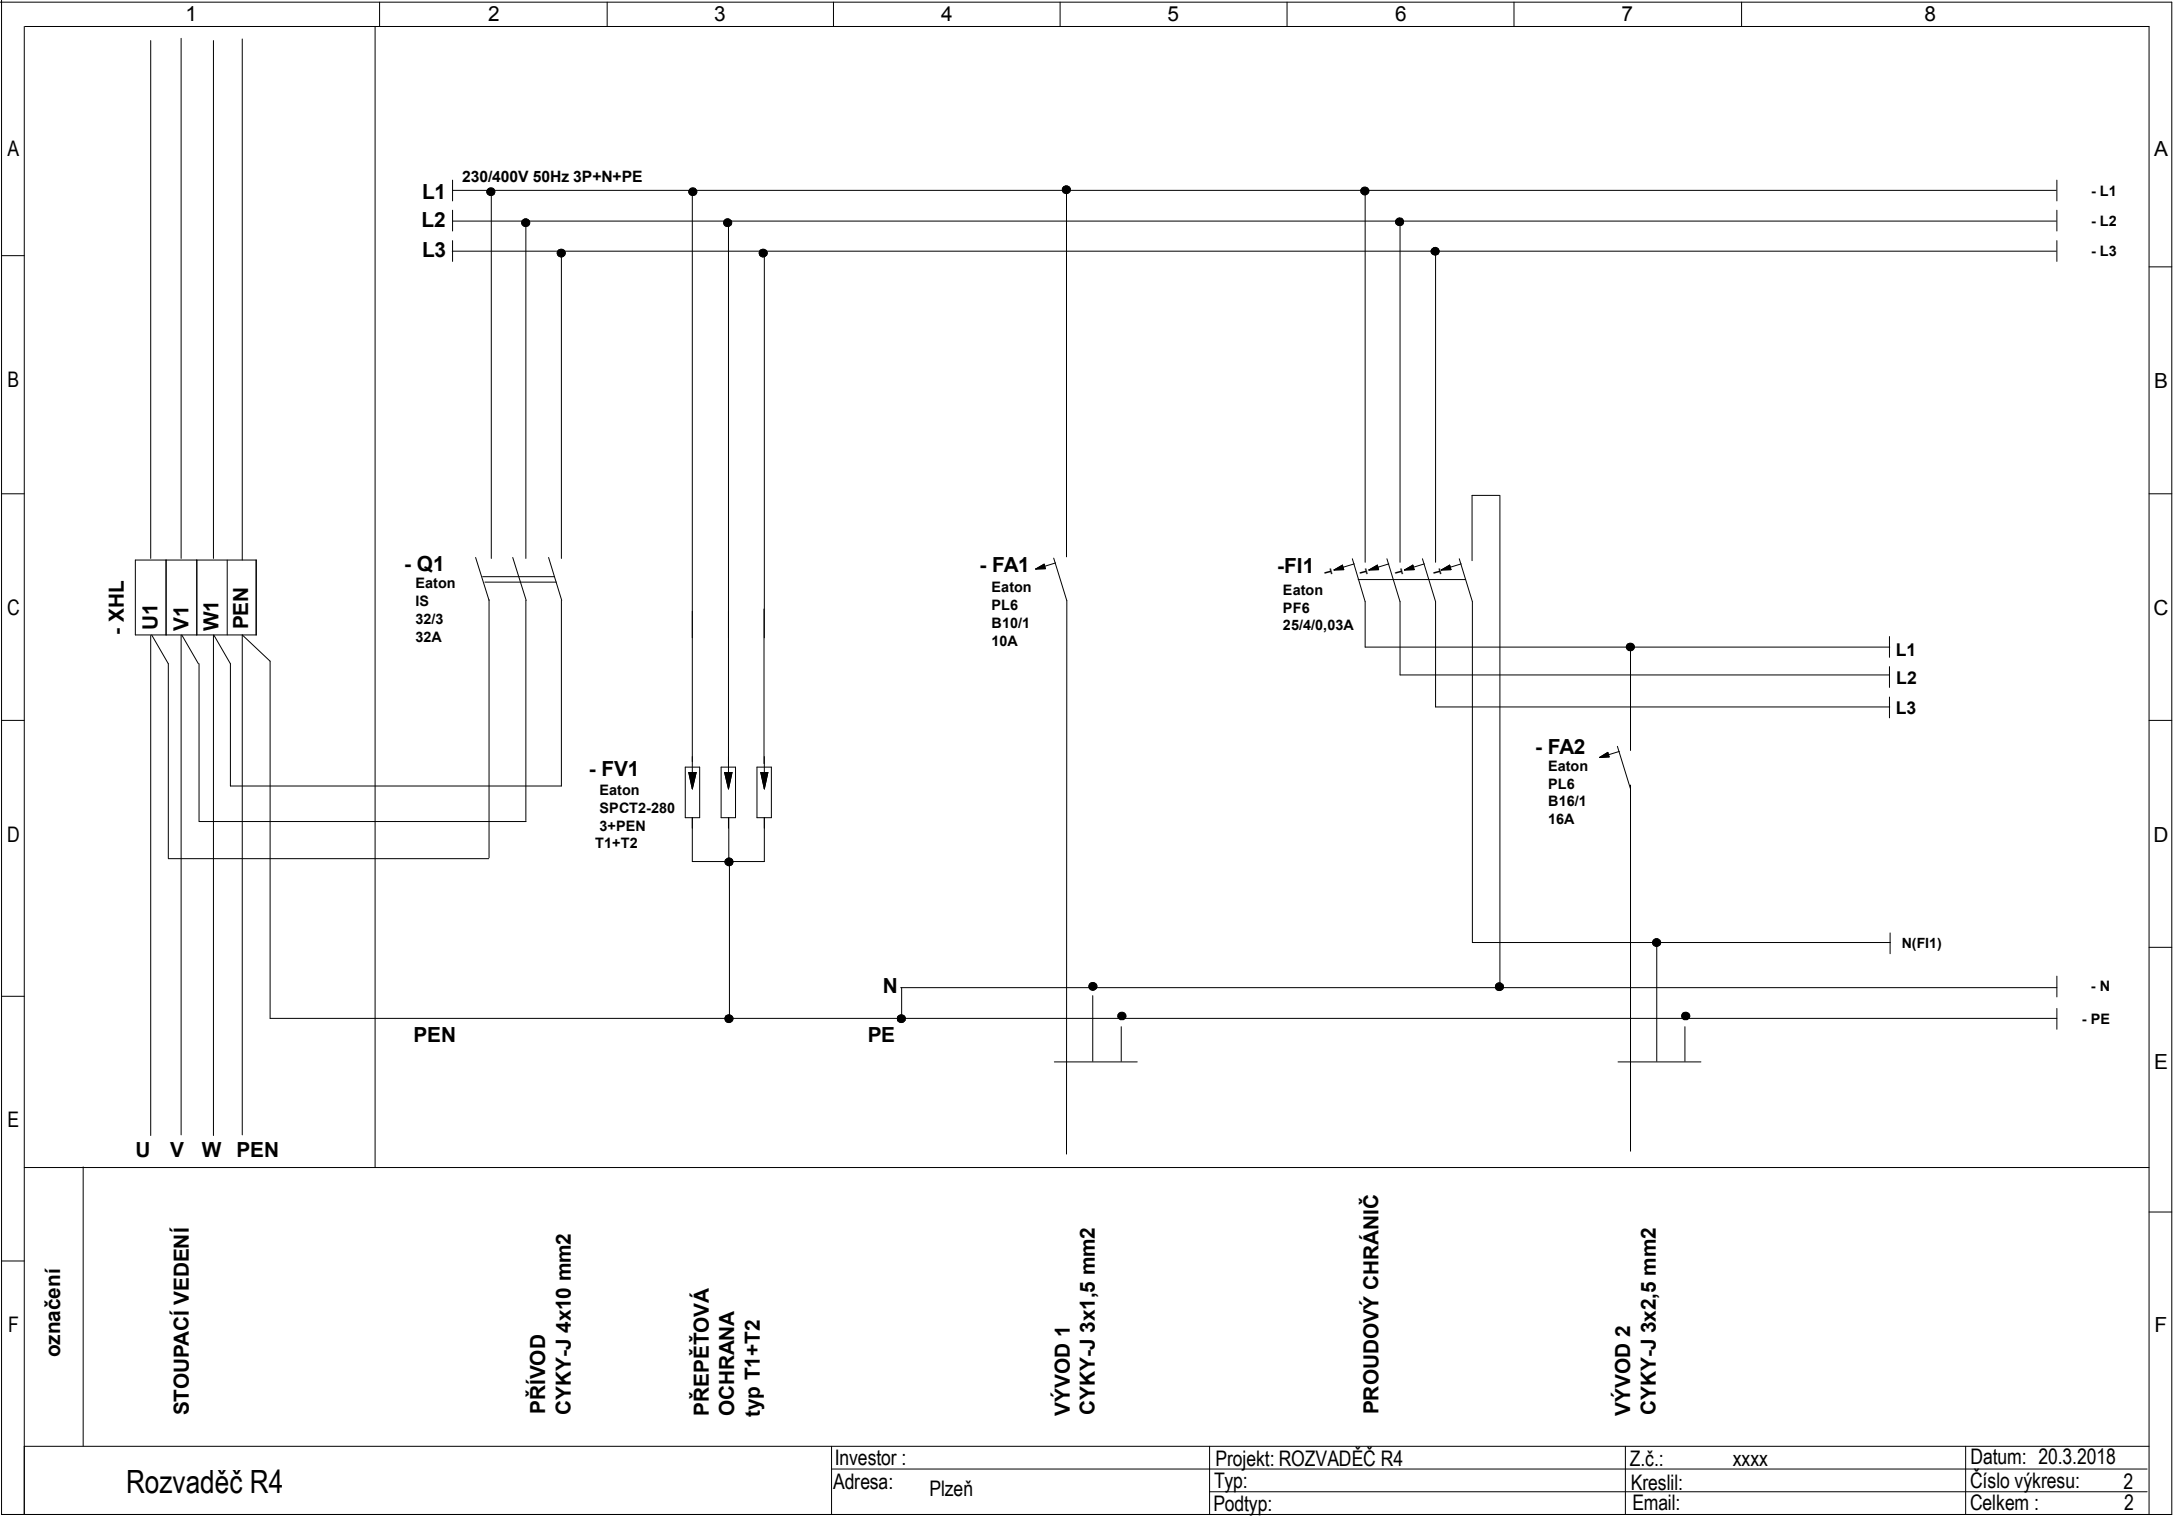 1 2 3 4 5 6 7 8
A A
B B
C C
D D
E E
F F
230/400V 50Hz 3P+N+PE
L1
L2
L3
- L1
- L2
- L3
- XHL
U1
V1
W1
PEN
- Q1
Eaton
IS
32/3
32A
- FV1
Eaton
SPCT2-280
3+PEN
T1+T2
- FA1
Eaton
PL6
B10/1
10A
-FI1
Eaton
PF6
25/4/0,03A
L1
L2
L3
- FA2
Eaton
PL6
B16/1
16A
N(FI1)
N
- N
PEN
PE
- PE
U V W PEN
označení
STOUPACÍ VEDENÍ
PŘÍVOD
CYKY-J 4x10 mm2
PŘEPĚŤOVÁ
OCHRANA
typ T1+T2
VÝVOD 1
CYKY-J 3x1,5 mm2
PROUDOVÝ CHRÁNIČ
VÝVOD 2
CYKY-J 3x2,5 mm2
Rozvaděč R4
Investor :
Adresa: Plzeň
Projekt: ROZVADĚČ R4
Typ:
Podtyp:
Z.č.: xxxx
Kreslil:
Email:
Datum: 20.3.2018
Číslo výkresu: 2
Celkem : 2